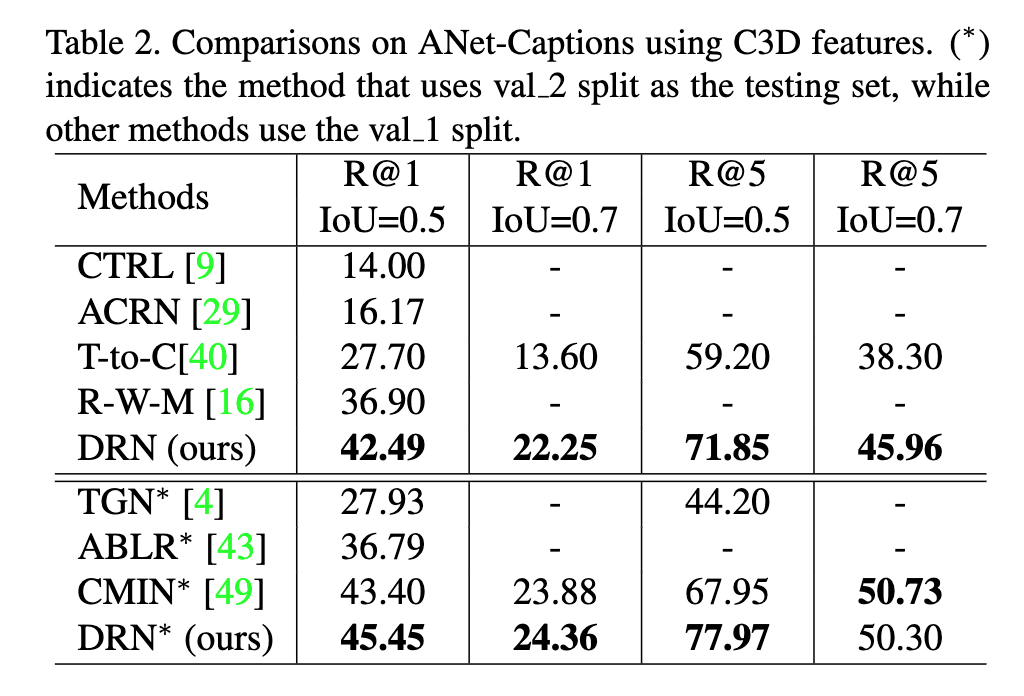 Table 2. Comparisons on ANet-Captions using C3D features. (*)
indicates the method that uses val_2 split as the testing set, while
other methods use the val_1 split.
Methods R@1 R@1 R@5 R@5
IoU=0.5 IoU=0.7 IoU=0.5 IoU=0.7
CTRL [9] 14.00 - - -
ACRN [29] 16.17 - - -
T-to-C[40] 27.70 13.60 59.20 38.30
R-W-M [16] 36.90 - - -
DRN (ours) 42.49 22.25 71.85 45.96
TGN* [4] 27.93 - 44.20 -
ABLR* [43] 36.79 - - -
CMIN* [49] 43.40 23.88 67.95 50.73
DRN* (ours) 45.45 24.36 77.97 50.30